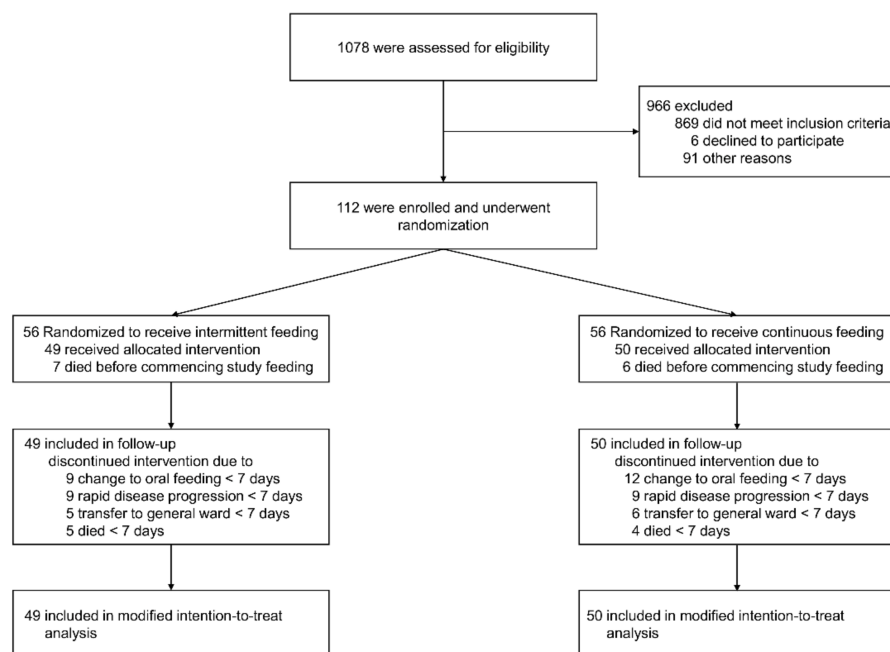 1078 were assessed for eligibility
966 excluded
869 did not meet inclusion criteria
6 declined to participate
91 other reasons
112 were enrolled and underwent
randomization
56 Randomized to receive intermittent feeding
49 received allocated intervention
7 died before commencing study feeding
56 Randomized to receive continuous feeding
50 received allocated intervention
6 died before commencing study feeding
49 included in follow-up
discontinued intervention due to
9 change to oral feeding < 7 days
9 rapid disease progression < 7 days
5 transfer to general ward < 7 days
5 died < 7 days
50 included in follow-up
discontinued intervention due to
12 change to oral feeding < 7 days
9 rapid disease progression < 7 days
6 transfer to general ward < 7 days
4 died < 7 days
49 included in modified intention-to-treat
analysis
50 included in modified intention-to-treat
analysis